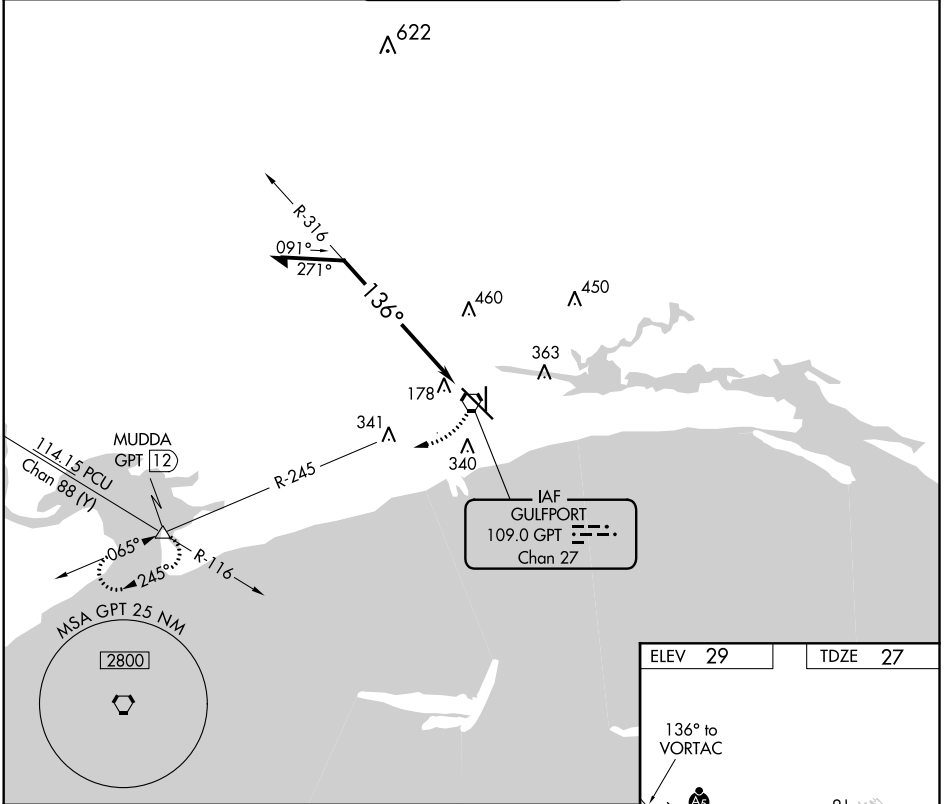 622
R-316
091°
271°
136°
460
450
363
178
341
340
MUDDA
GPT 12
114.15 PCU
Chan 88 (Y)
R-245
065°
245°
R-116
IAF
GULFPORT
109.0 GPT
Chan 27
MSA GPT 25 NM
2800
ELEV 29
TDZE 27
136° to
VORTAC